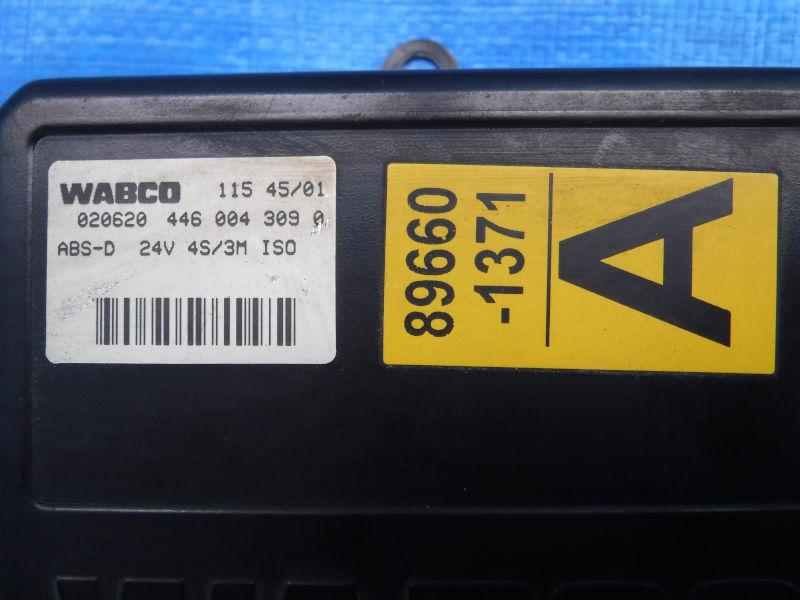 WABCO 115 45/01
020620 446 004 309 0
ABS-D 24V 4S/3M ISO
89660
-1371
A